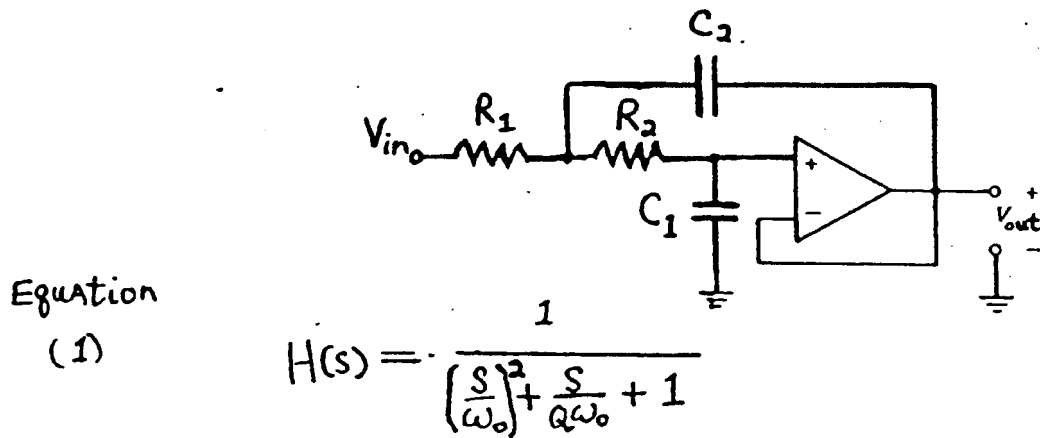 C₂.
R₁
R₂
Vin
+
−
C₁
+
Vout
−
Equation
(1)
H(s) = 1 / ((S/ω₀)² + S/(Qω₀) + 1)